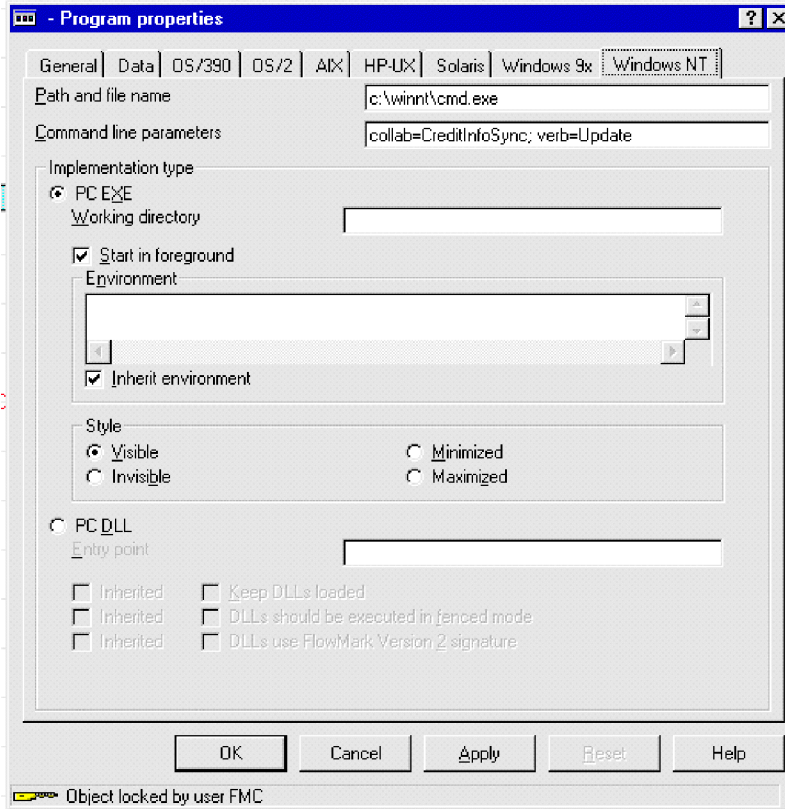 - Program properties
General Data OS/390 OS/2 AIX HP-UX Solaris Windows 9x Windows NT
Path and file name c:\winnt\cmd.exe
Command line parameters collab=CreditInfoSync; verb=Update
Implementation type
PC EXE
Working directory
Start in foreground
Environment
Inherit environment
Style
Visible Minimized
Invisible Maximized
PC DLL
Entry point
Inherited Keep DLLs loaded
Inherited DLLs should be executed in fenced mode
Inherited DLLs use FlowMark Version 2 signature
OK Cancel Apply Reset Help
Object locked by user FMC